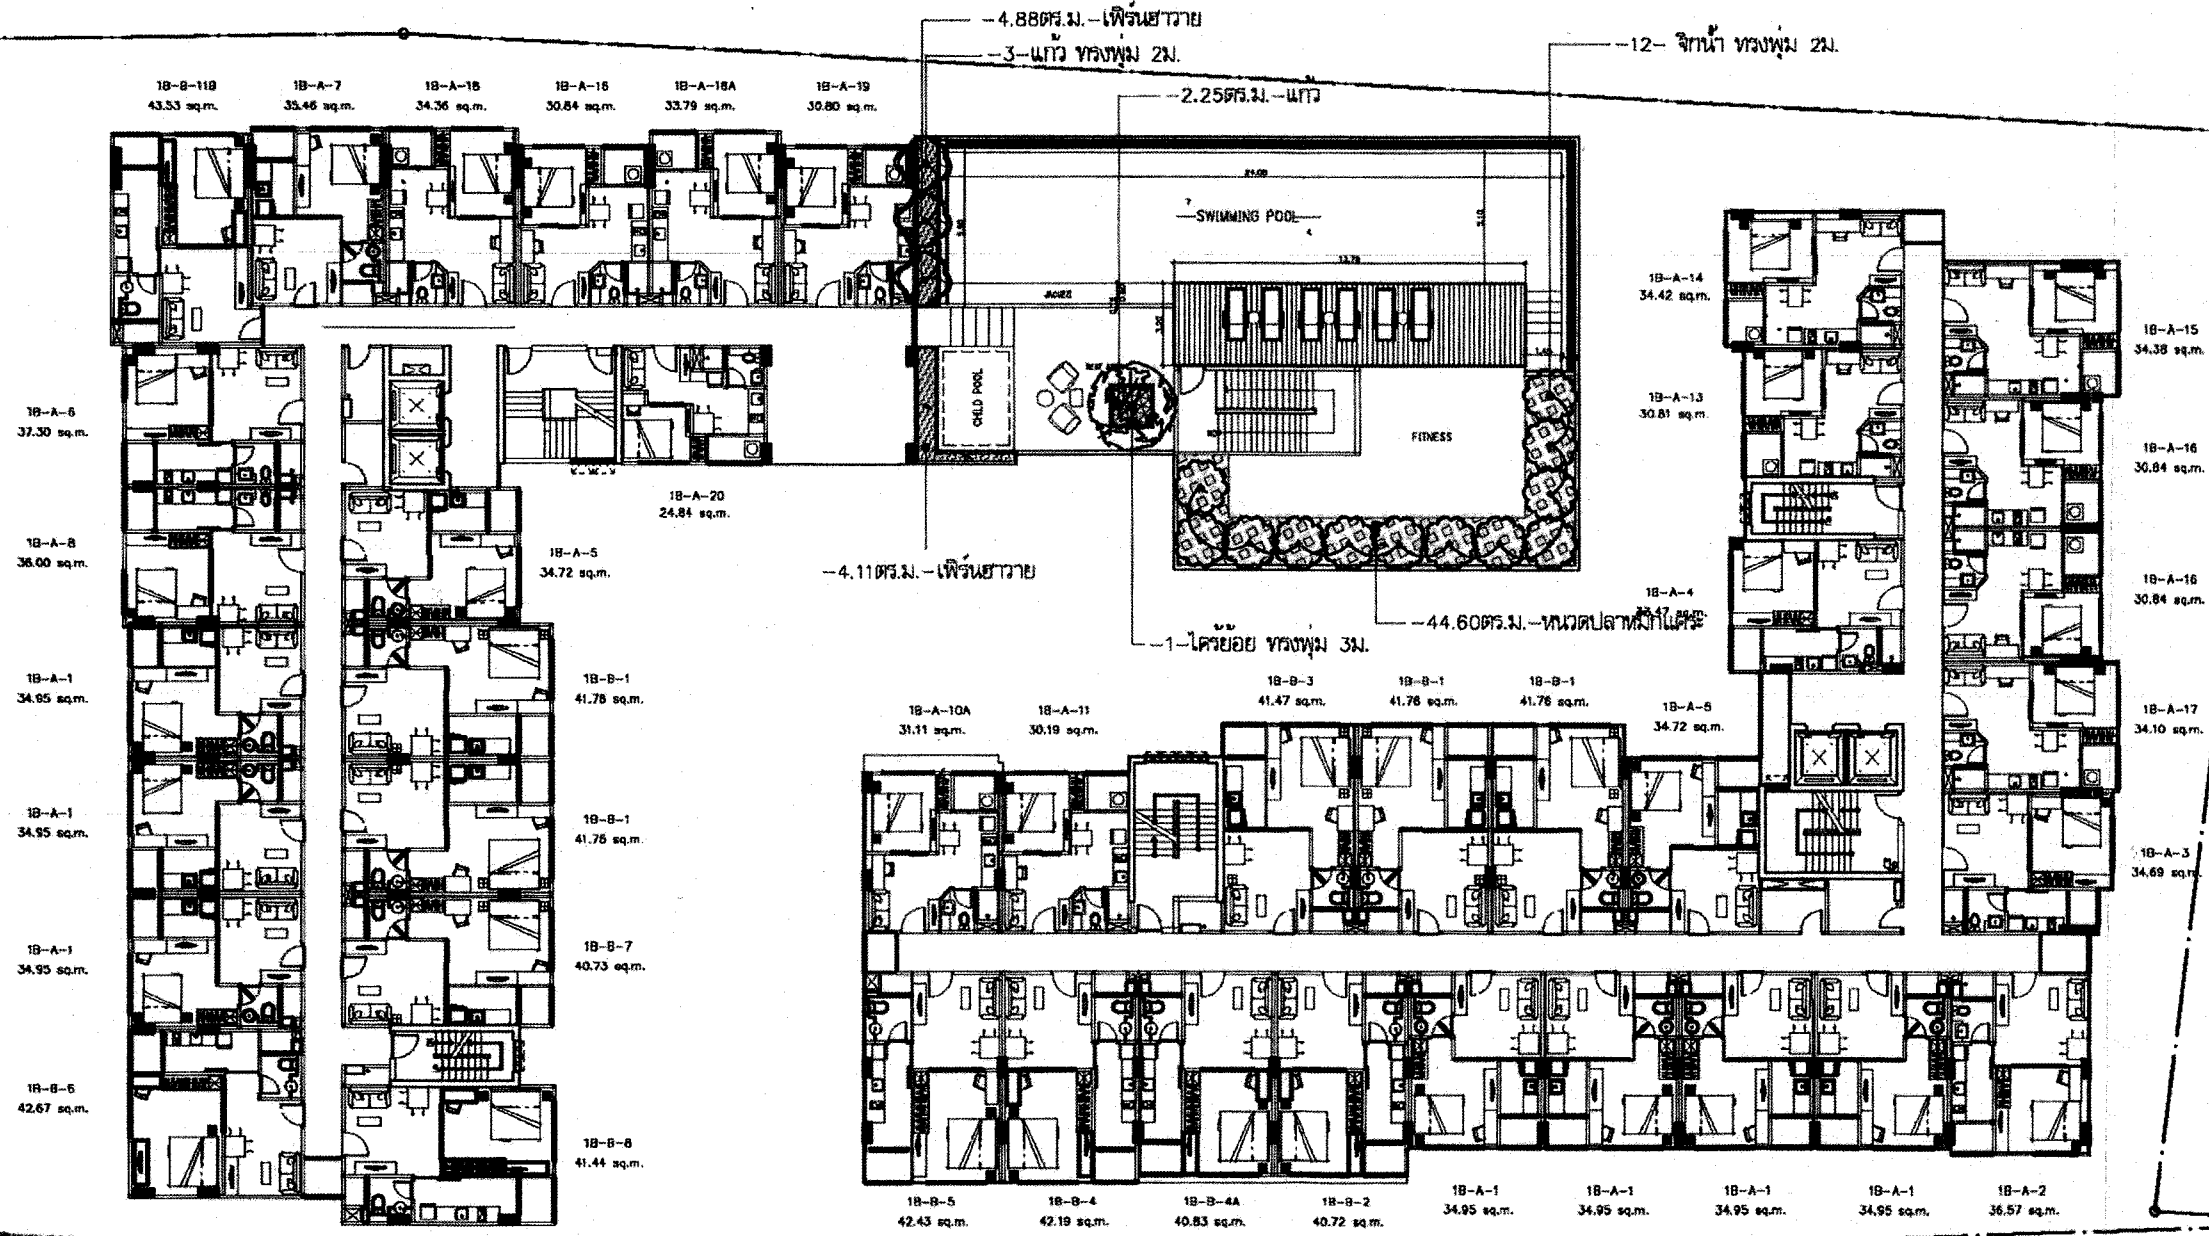 -4.88ตร.ม.-เฟิร์นฮาวาย
-3-แก้ว ทรงพุ่ม 2ม.
-12- จิกน้ำ ทรงพุ่ม 2ม.
-2.25ตร.ม.-แก้ว
1B-B-11B
43.53 sq.m.
1B-A-7
35.46 sq.m.
1B-A-18
34.36 sq.m.
1B-A-16
30.84 sq.m.
1B-A-18A
33.79 sq.m.
1B-A-19
30.80 sq.m.
24.00
SWIMMING POOL
13.75
JACUZZI
CHILD POOL
FITNESS
1B-A-14
34.42 sq.m.
1B-A-15
34.38 sq.m.
1B-A-6
37.30 sq.m.
1B-A-13
30.81 sq.m.
1B-A-16
30.84 sq.m.
1B-A-20
24.84 sq.m.
1B-A-8
36.00 sq.m.
1B-A-5
34.72 sq.m.
-4.11ตร.ม.-เฟิร์นฮาวาย
1B-A-4
1B-A-16
30.84 sq.m.
-44.60ตร.ม.-หนวดปลาหมึกแคระ
-1-ไทรย้อย ทรงพุ่ม 3ม.
1B-A-1
34.95 sq.m.
1B-B-1
41.76 sq.m.
1B-B-3
41.47 sq.m.
1B-B-1
41.76 sq.m.
1B-B-1
41.76 sq.m.
1B-A-10A
31.11 sq.m.
1B-A-11
30.19 sq.m.
1B-A-5
34.72 sq.m.
1B-A-17
34.10 sq.m.
1B-A-1
34.95 sq.m.
1B-B-1
41.76 sq.m.
1B-A-3
34.69 sq.m.
1B-A-1
34.95 sq.m.
1B-B-7
40.73 sq.m.
1B-B-6
42.67 sq.m.
1B-B-8
41.44 sq.m.
1B-B-5
42.43 sq.m.
1B-B-4
42.19 sq.m.
1B-B-4A
40.83 sq.m.
1B-B-2
40.72 sq.m.
1B-A-1
34.95 sq.m.
1B-A-1
34.95 sq.m.
1B-A-1
34.95 sq.m.
1B-A-1
34.95 sq.m.
1B-A-2
36.57 sq.m.